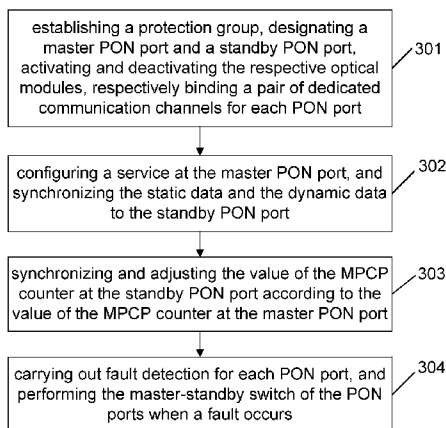 establishing a protection group, designating a
master PON port and a standby PON port,
activating and deactivating the respective optical
modules, respectively binding a pair of dedicated
communication channels for each PON port
301
configuring a service at the master PON port, and
synchronizing the static data and the dynamic data
to the standby PON port
302
synchronizing and adjusting the value of the MPCP
counter at the standby PON port according to the
value of the MPCP counter at the master PON port
303
carrying out fault detection for each PON port, and
performing the master-standby switch of the PON
ports when a fault occurs
304